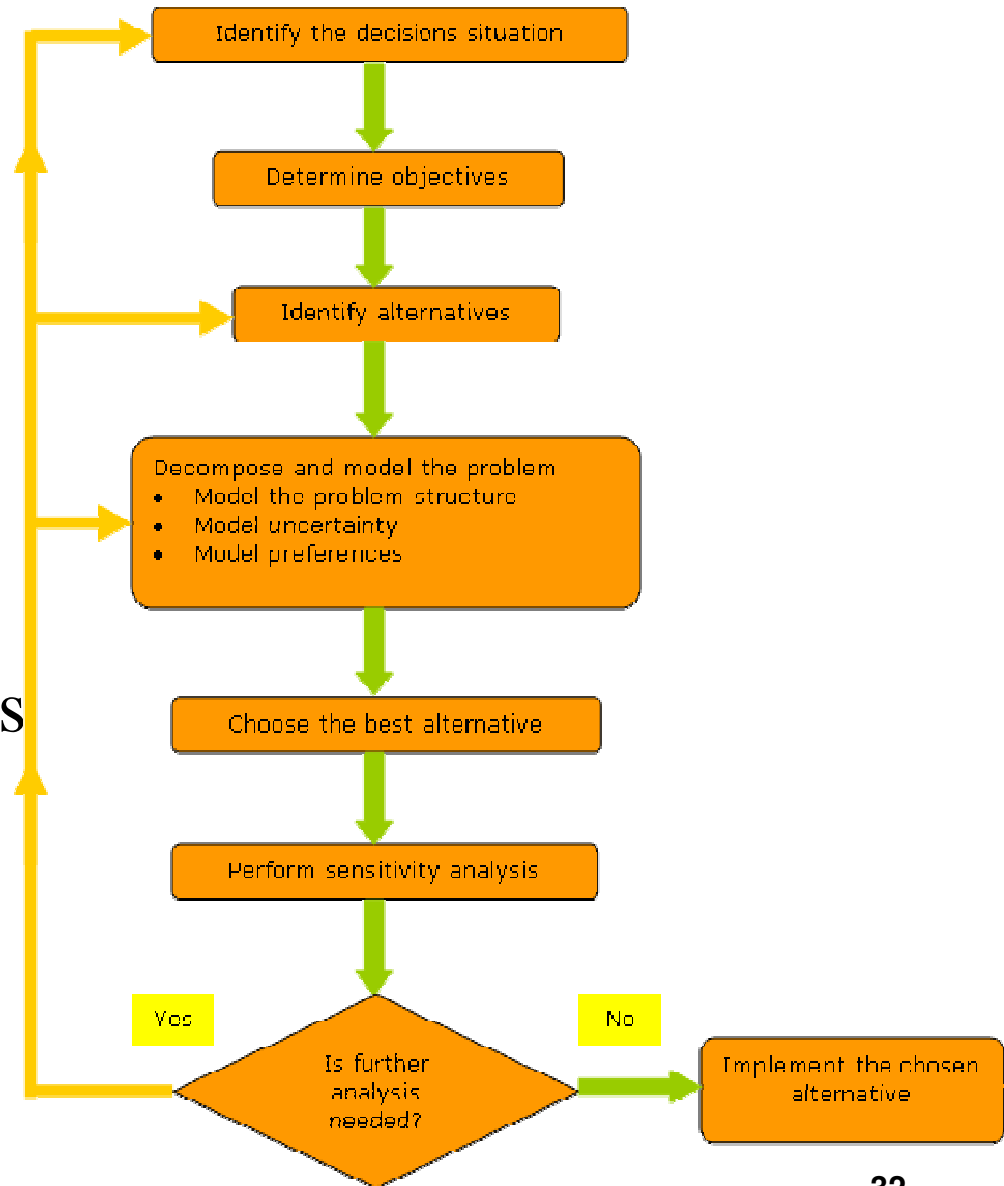 Identify the decisions situation
Determine objectives
Identify alternatives
Decompose and model the problem
• Model the problem structure
• Model uncertainty
• Model preferences
s
Choose the best alternative
Perform sensitivity analysis
Yes
No
Is further
analysis
needed?
Implement the chosen
alternative
32